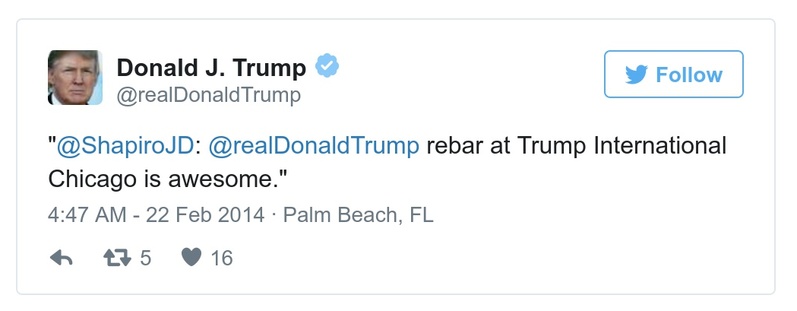 Donald J. Trump
Follow
@realDonaldTrump
"@ShapiroJD: @realDonaldTrump rebar at Trump International
Chicago is awesome."
4:47 AM - 22 Feb 2014 · Palm Beach, FL
5 16